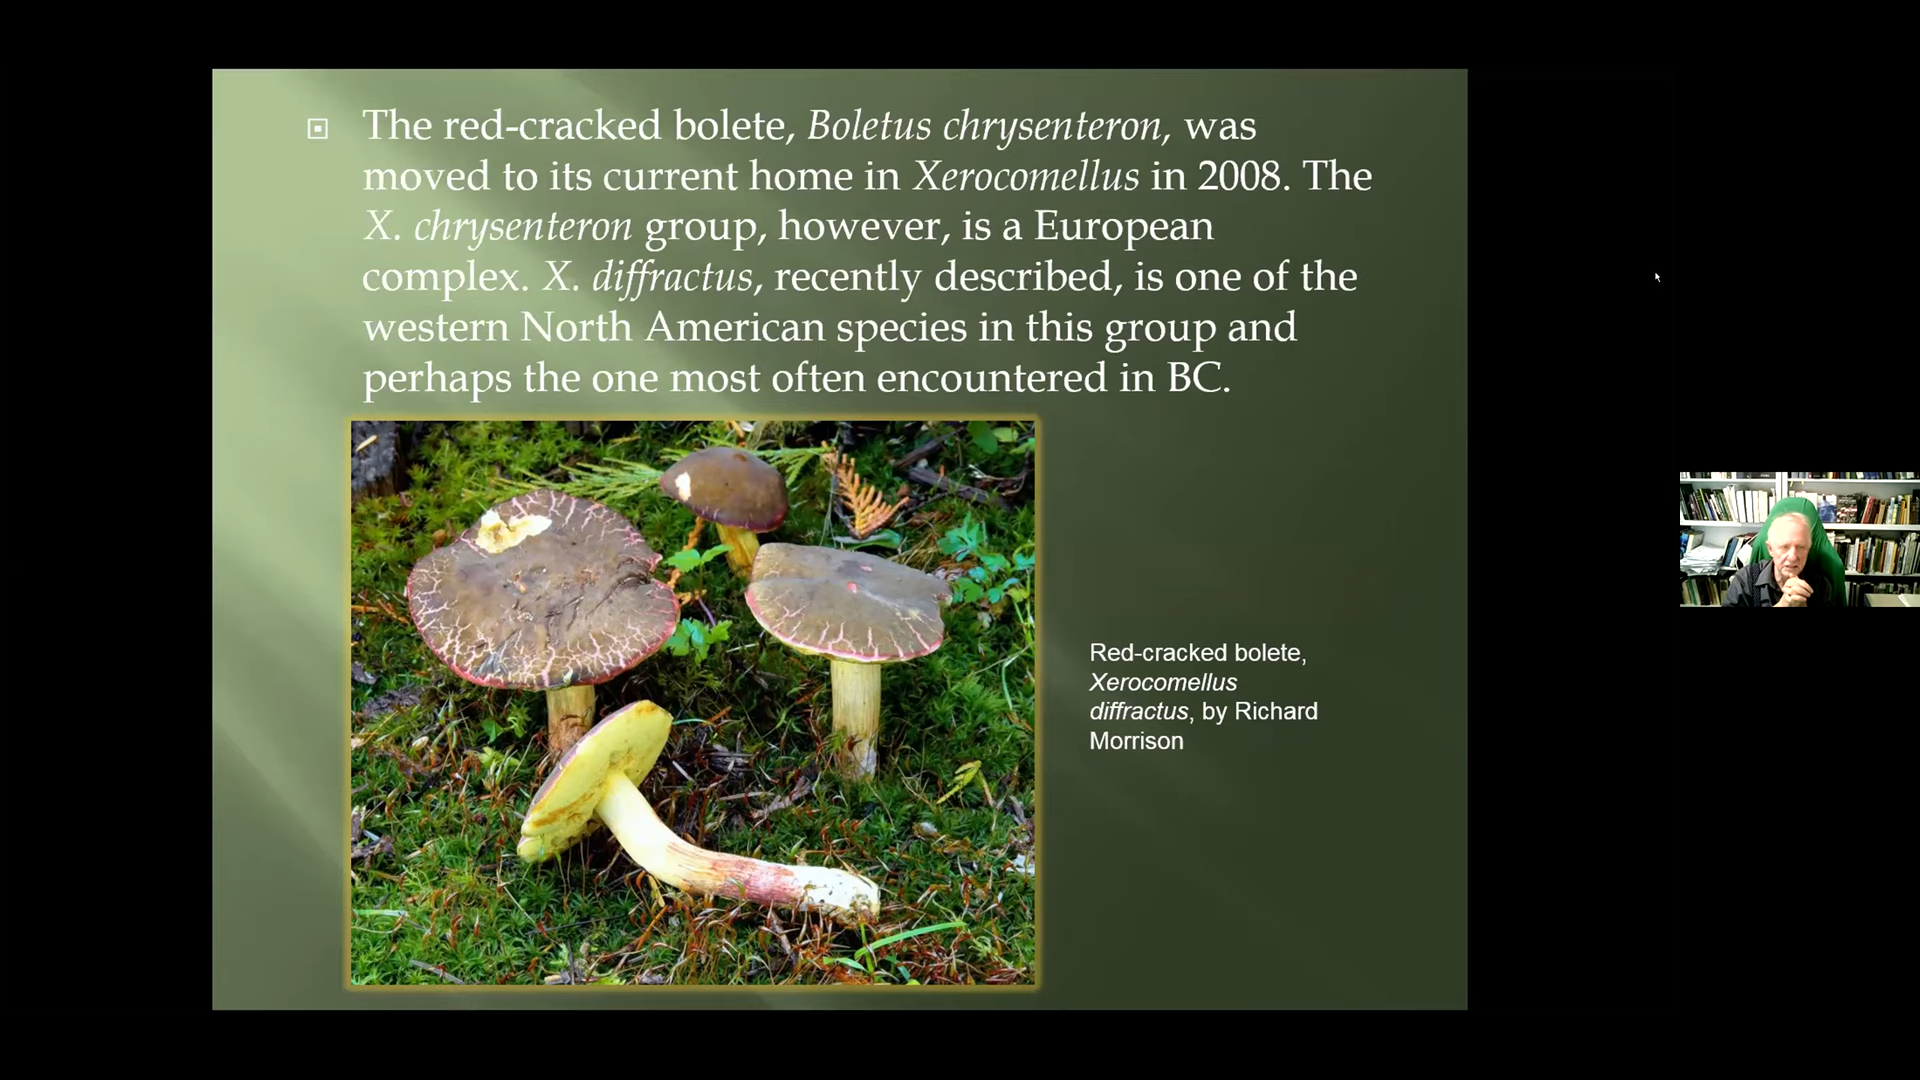 The red-cracked bolete, Boletus chrysenteron, was
moved to its current home in Xerocomellus in 2008. The
X. chrysenteron group, however, is a European
complex. X. diffractus, recently described, is one of the
western North American species in this group and
perhaps the one most often encountered in BC.
Red-cracked bolete,
Xerocomellus
diffractus, by Richard
Morrison